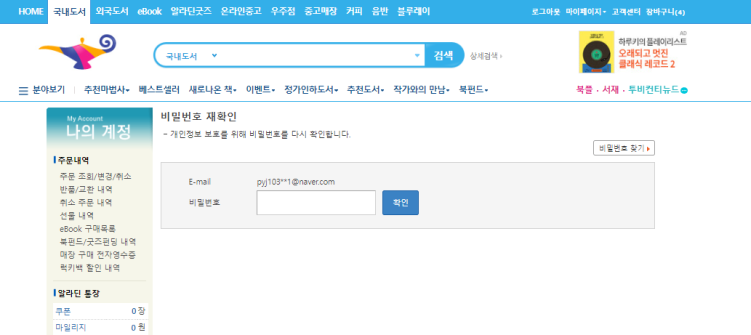 HOME 국내도서 외국도서 eBook 알라딘굿즈 온라인중고 우주점 중고매장 커피 음반 블루레이
로그아웃 마이페이지 고객센터 장바구니(4)
국내도서
검색
상세검색
AD
하루키의 플레이리스트
오래되고 멋진
클래식 레코드 2
분야보기 추천마법사 베스트셀러 새로나온 책 이벤트 정가인하도서 추천도서 작가와의 만남 북펀드
북플 · 서재 · 투비컨티뉴드
My Account
나의 계정
비밀번호 재확인
- 개인정보 보호를 위해 비밀번호를 다시 확인합니다.
비밀번호 찾기
E-mail pyj103**1@naver.com
비밀번호
확인
주문내역
주문 조회/변경/취소
반품/교환 내역
취소 주문 내역
선물 내역
eBook 구매목록
북펀드/굿즈펀딩 내역
매장 구매 전자영수증
럭키백 할인 내역
알라딘 통장
쿠폰 0 장
마일리지 0 원